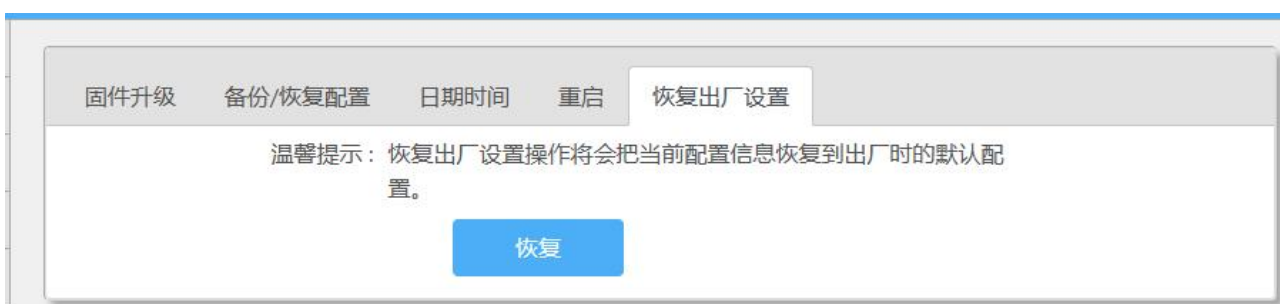 固件升级 备份/恢复配置 日期时间 重启 恢复出厂设置
温馨提示：恢复出厂设置操作将会把当前配置信息恢复到出厂时的默认配
置。
恢复